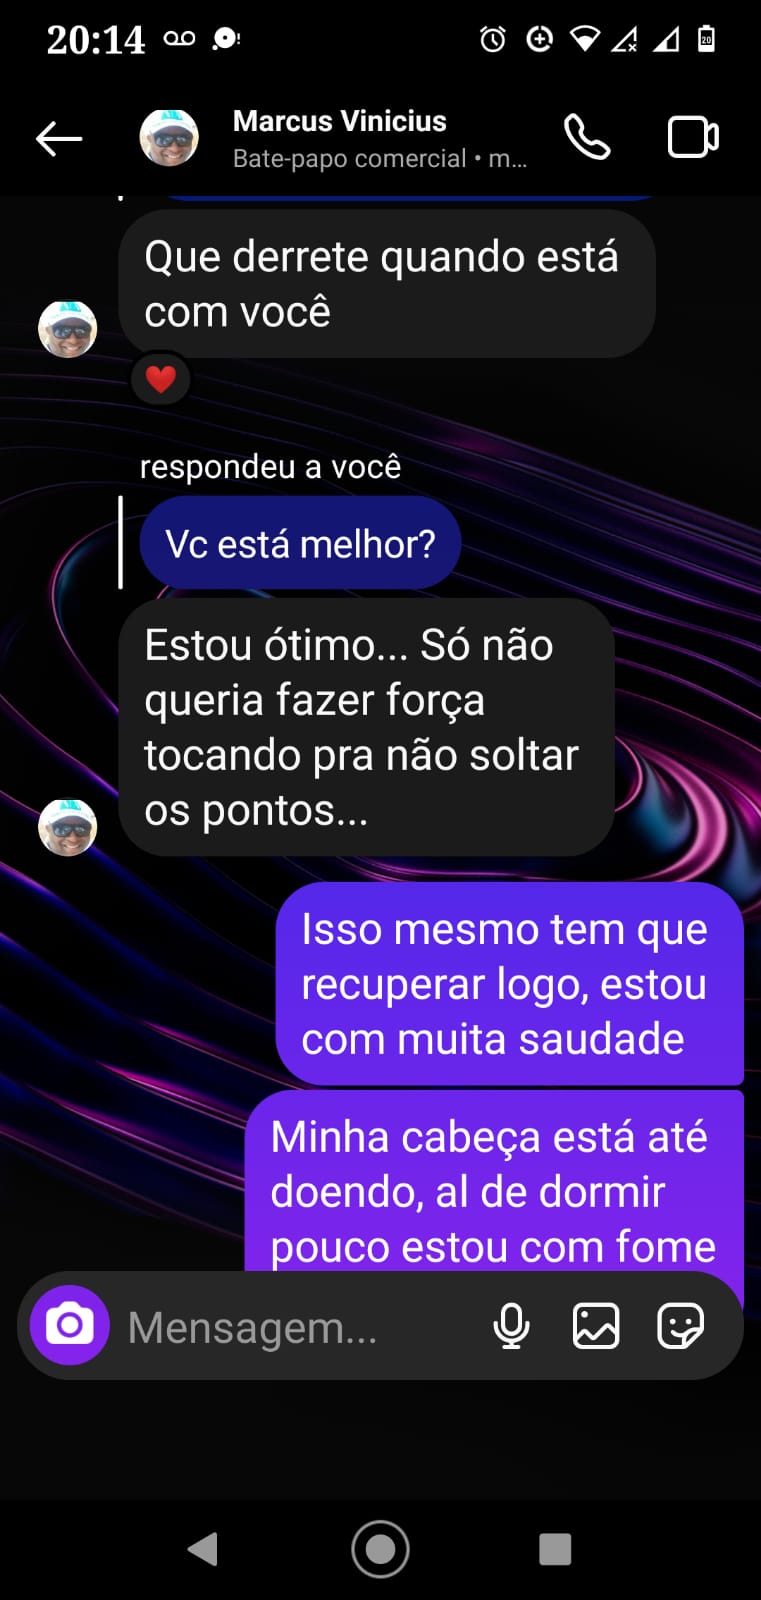 20:14
20
Marcus Vinicius
Bate-papo comercial • m...
Que derrete quando está
com você
respondeu a você
Vc está melhor?
Estou ótimo... Só não
queria fazer força
tocando pra não soltar
os pontos...
Isso mesmo tem que
recuperar logo, estou
com muita saudade
Minha cabeça está até
doendo, al de dormir
pouco estou com fome
Mensagem...